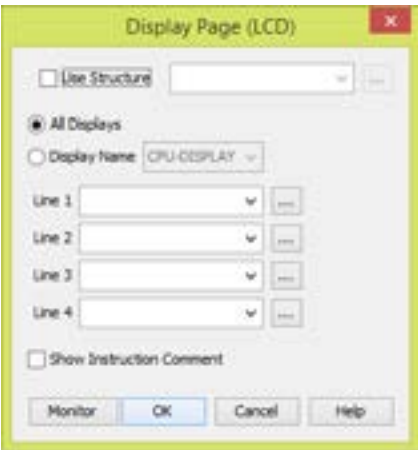 Display Page (LCD)
Use Structure
All Displays
Display Name CPU-DISPLAY
Line 1 ...
Line 2 ...
Line 3 ...
Line 4 ...
Show Instruction Comment
Monitor OK Cancel Help